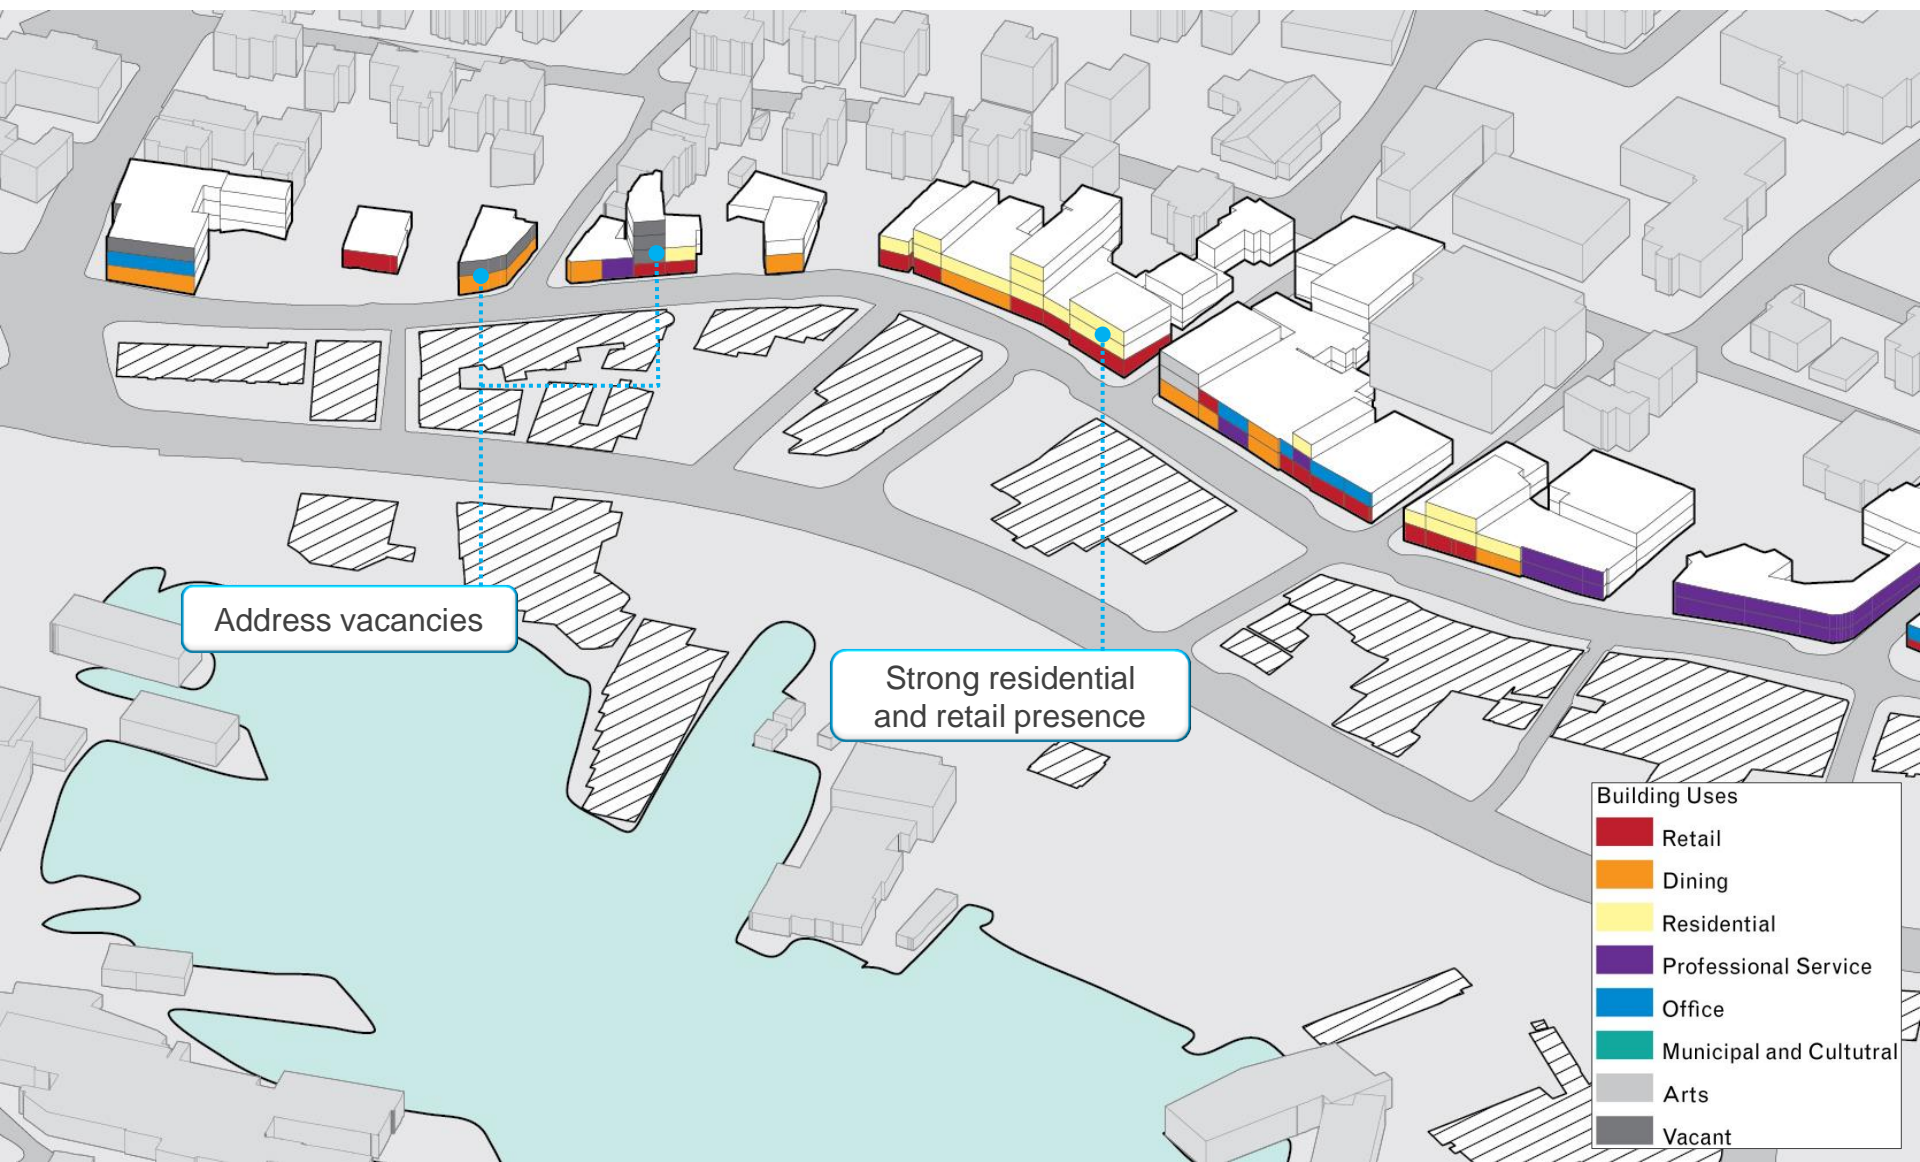 Address vacancies
Strong residential
and retail presence
Building Uses
Retail
Dining
Residential
Professional Service
Office
Municipal and Cultutral
Arts
Vacant